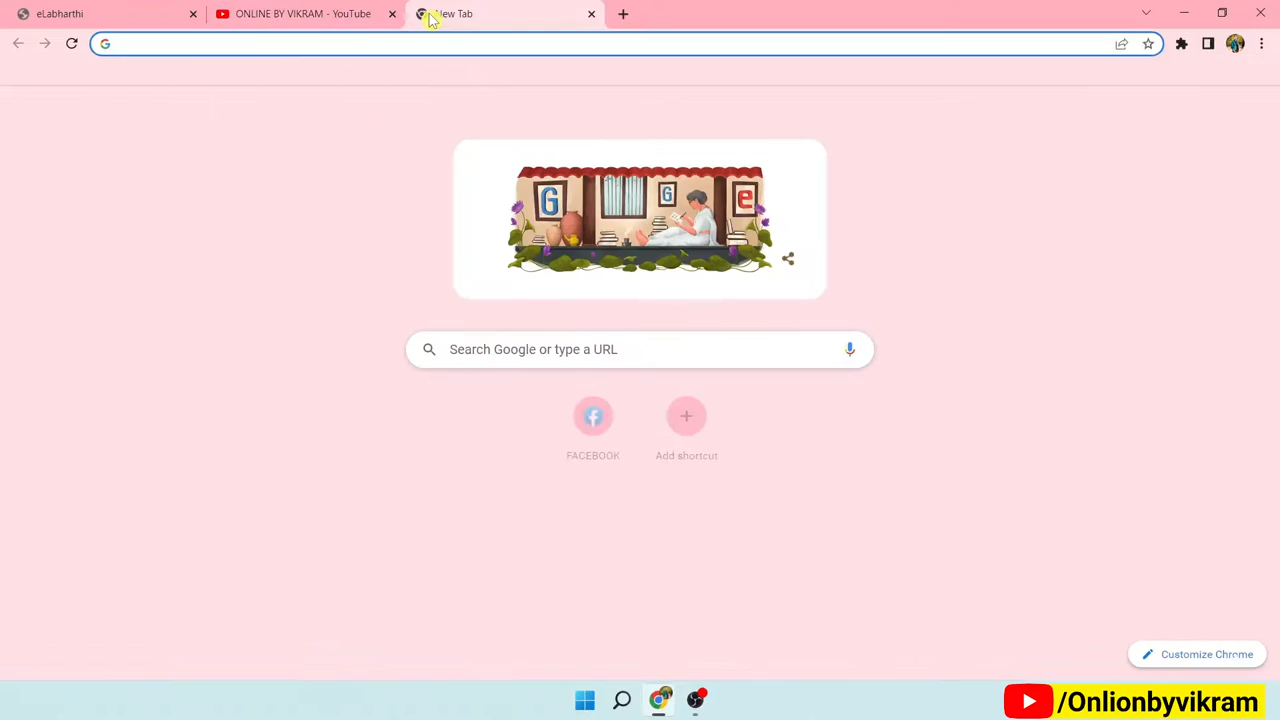 eLabharthi
ONLINE BY VIKRAM - YouTube
New Tab
G
G
e
Search Google or type a URL
FACEBOOK
Add shortcut
Customize Chrome
/Onlionbyvikram